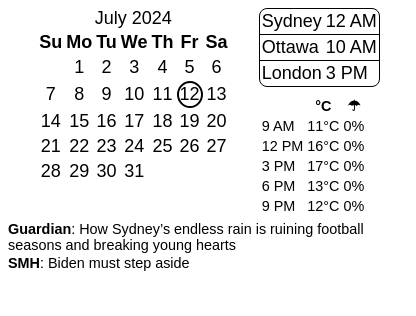 July 2024
Su Mo Tu We Th Fr Sa
1 2 3 4 5 6
7 8 9 10 11 12 13
14 15 16 17 18 19 20
21 22 23 24 25 26 27
28 29 30 31
Sydney 12 AM
Ottawa 10 AM
London 3 PM
°C ☂
9 AM 11°C 0%
12 PM 16°C 0%
3 PM 17°C 0%
6 PM 13°C 0%
9 PM 12°C 0%
Guardian: How Sydney’s endless rain is ruining football
seasons and breaking young hearts
SMH: Biden must step aside